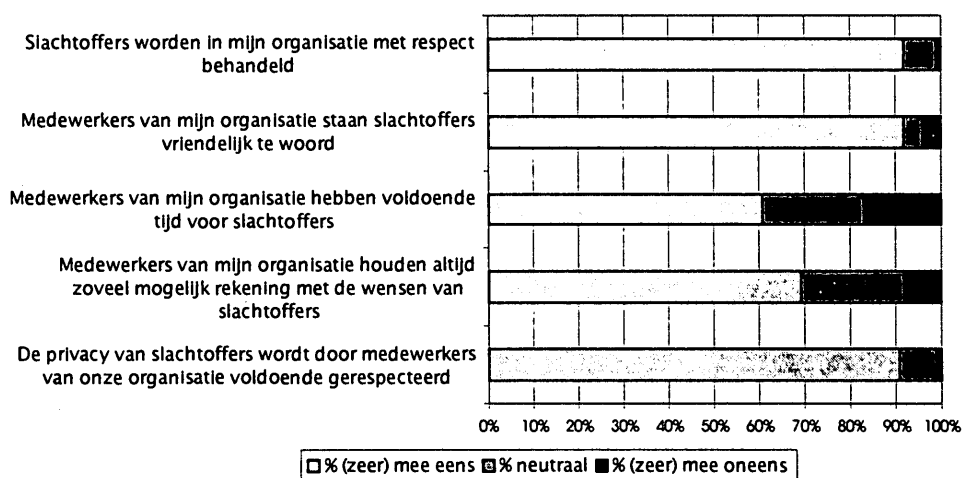 Slachtoffers worden in mijn organisatie met respect
behandeld
Medewerkers van mijn organisatie staan slachtoffers
vriendelijk te woord
Medewerkers van mijn organisatie hebben voldoende
tijd voor slachtoffers
Medewerkers van mijn organisatie houden altijd
zoveel mogelijk rekening met de wensen van
slachtoffers
De privacy van slachtoffers wordt door medewerkers
van onze organisatie voldoende gerespecteerd
0% 10% 20% 30% 40% 50% 60% 70% 80% 90% 100%
% (zeer) mee eens % neutraal % (zeer) mee oneens